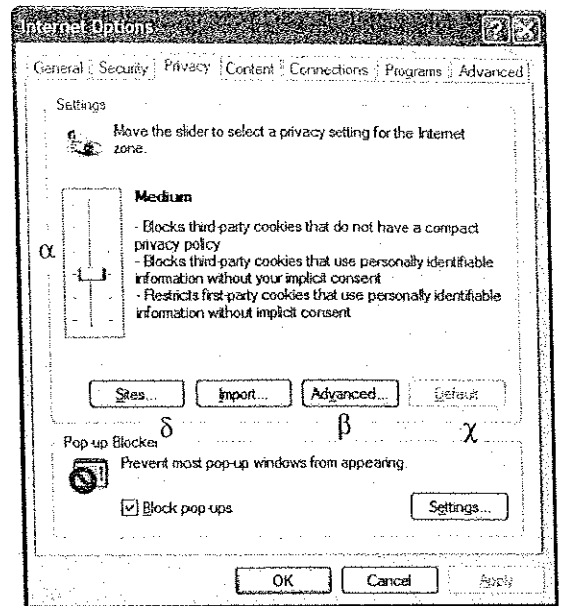 Internet Options
General Security Privacy Content Connections Programs Advanced
Settings
Move the slider to select a privacy setting for the Internet
zone.
Medium
- Blocks third-party cookies that do not have a compact
privacy policy
α
- Blocks third-party cookies that use personally identifiable
information without your implicit consent
- Restricts first-party cookies that use personally identifiable
information without implicit consent
Sites... Import... Advanced... Default
δ β χ
Pop-up Blocker
Prevent most pop-up windows from appearing.
Block pop-ups
Settings...
OK Cancel Apply